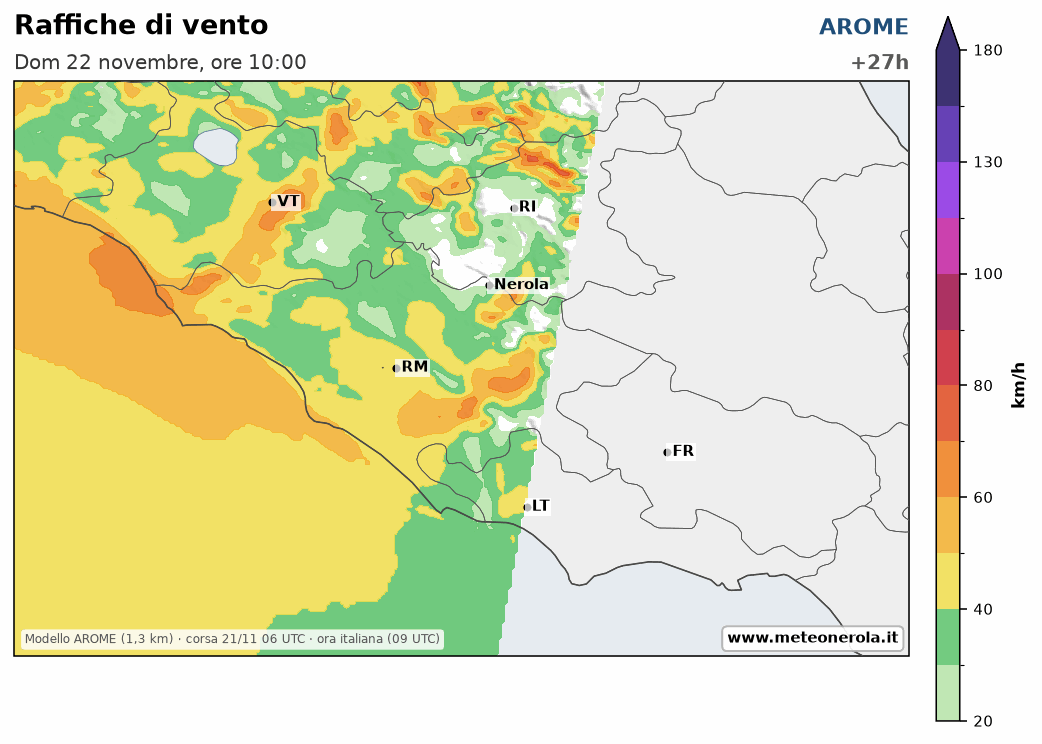 Raffiche di vento
AROME
Dom 22 novembre, ore 10:00
+27h
180
130
100
80
60
40
20
km/h
VT
RI
Nerola
RM
FR
LT
Modello AROME (1,3 km) · corsa 21/11 06 UTC · ora italiana (09 UTC)
www.meteonerola.it